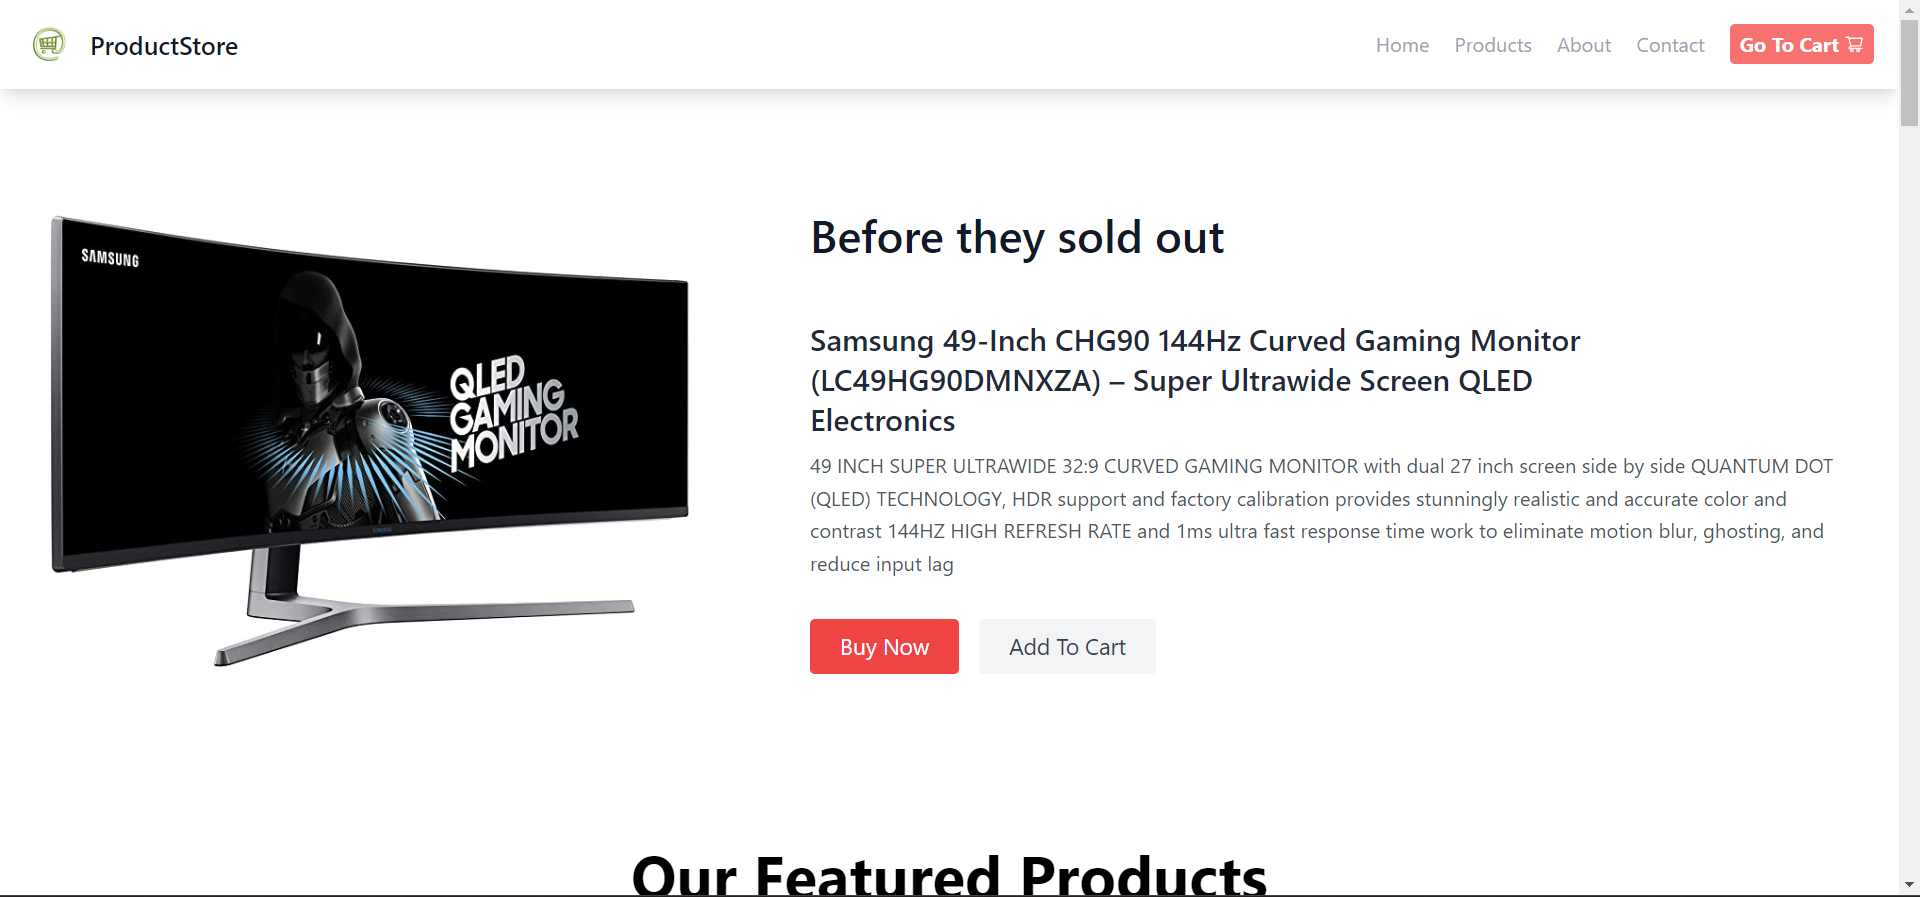 ProductStore
Home
Products
About
Contact
Go To Cart
SAMSUNG
QLED
GAMING
MONITOR
Before they sold out
Samsung 49-Inch CHG90 144Hz Curved Gaming Monitor
(LC49HG90DMNXZA) – Super Ultrawide Screen QLED
Electronics
49 INCH SUPER ULTRAWIDE 32:9 CURVED GAMING MONITOR with dual 27 inch screen side by side QUANTUM DOT
(QLED) TECHNOLOGY, HDR support and factory calibration provides stunningly realistic and accurate color and
contrast 144HZ HIGH REFRESH RATE and 1ms ultra fast response time work to eliminate motion blur, ghosting, and
reduce input lag
Buy Now
Add To Cart
Our Featured Products